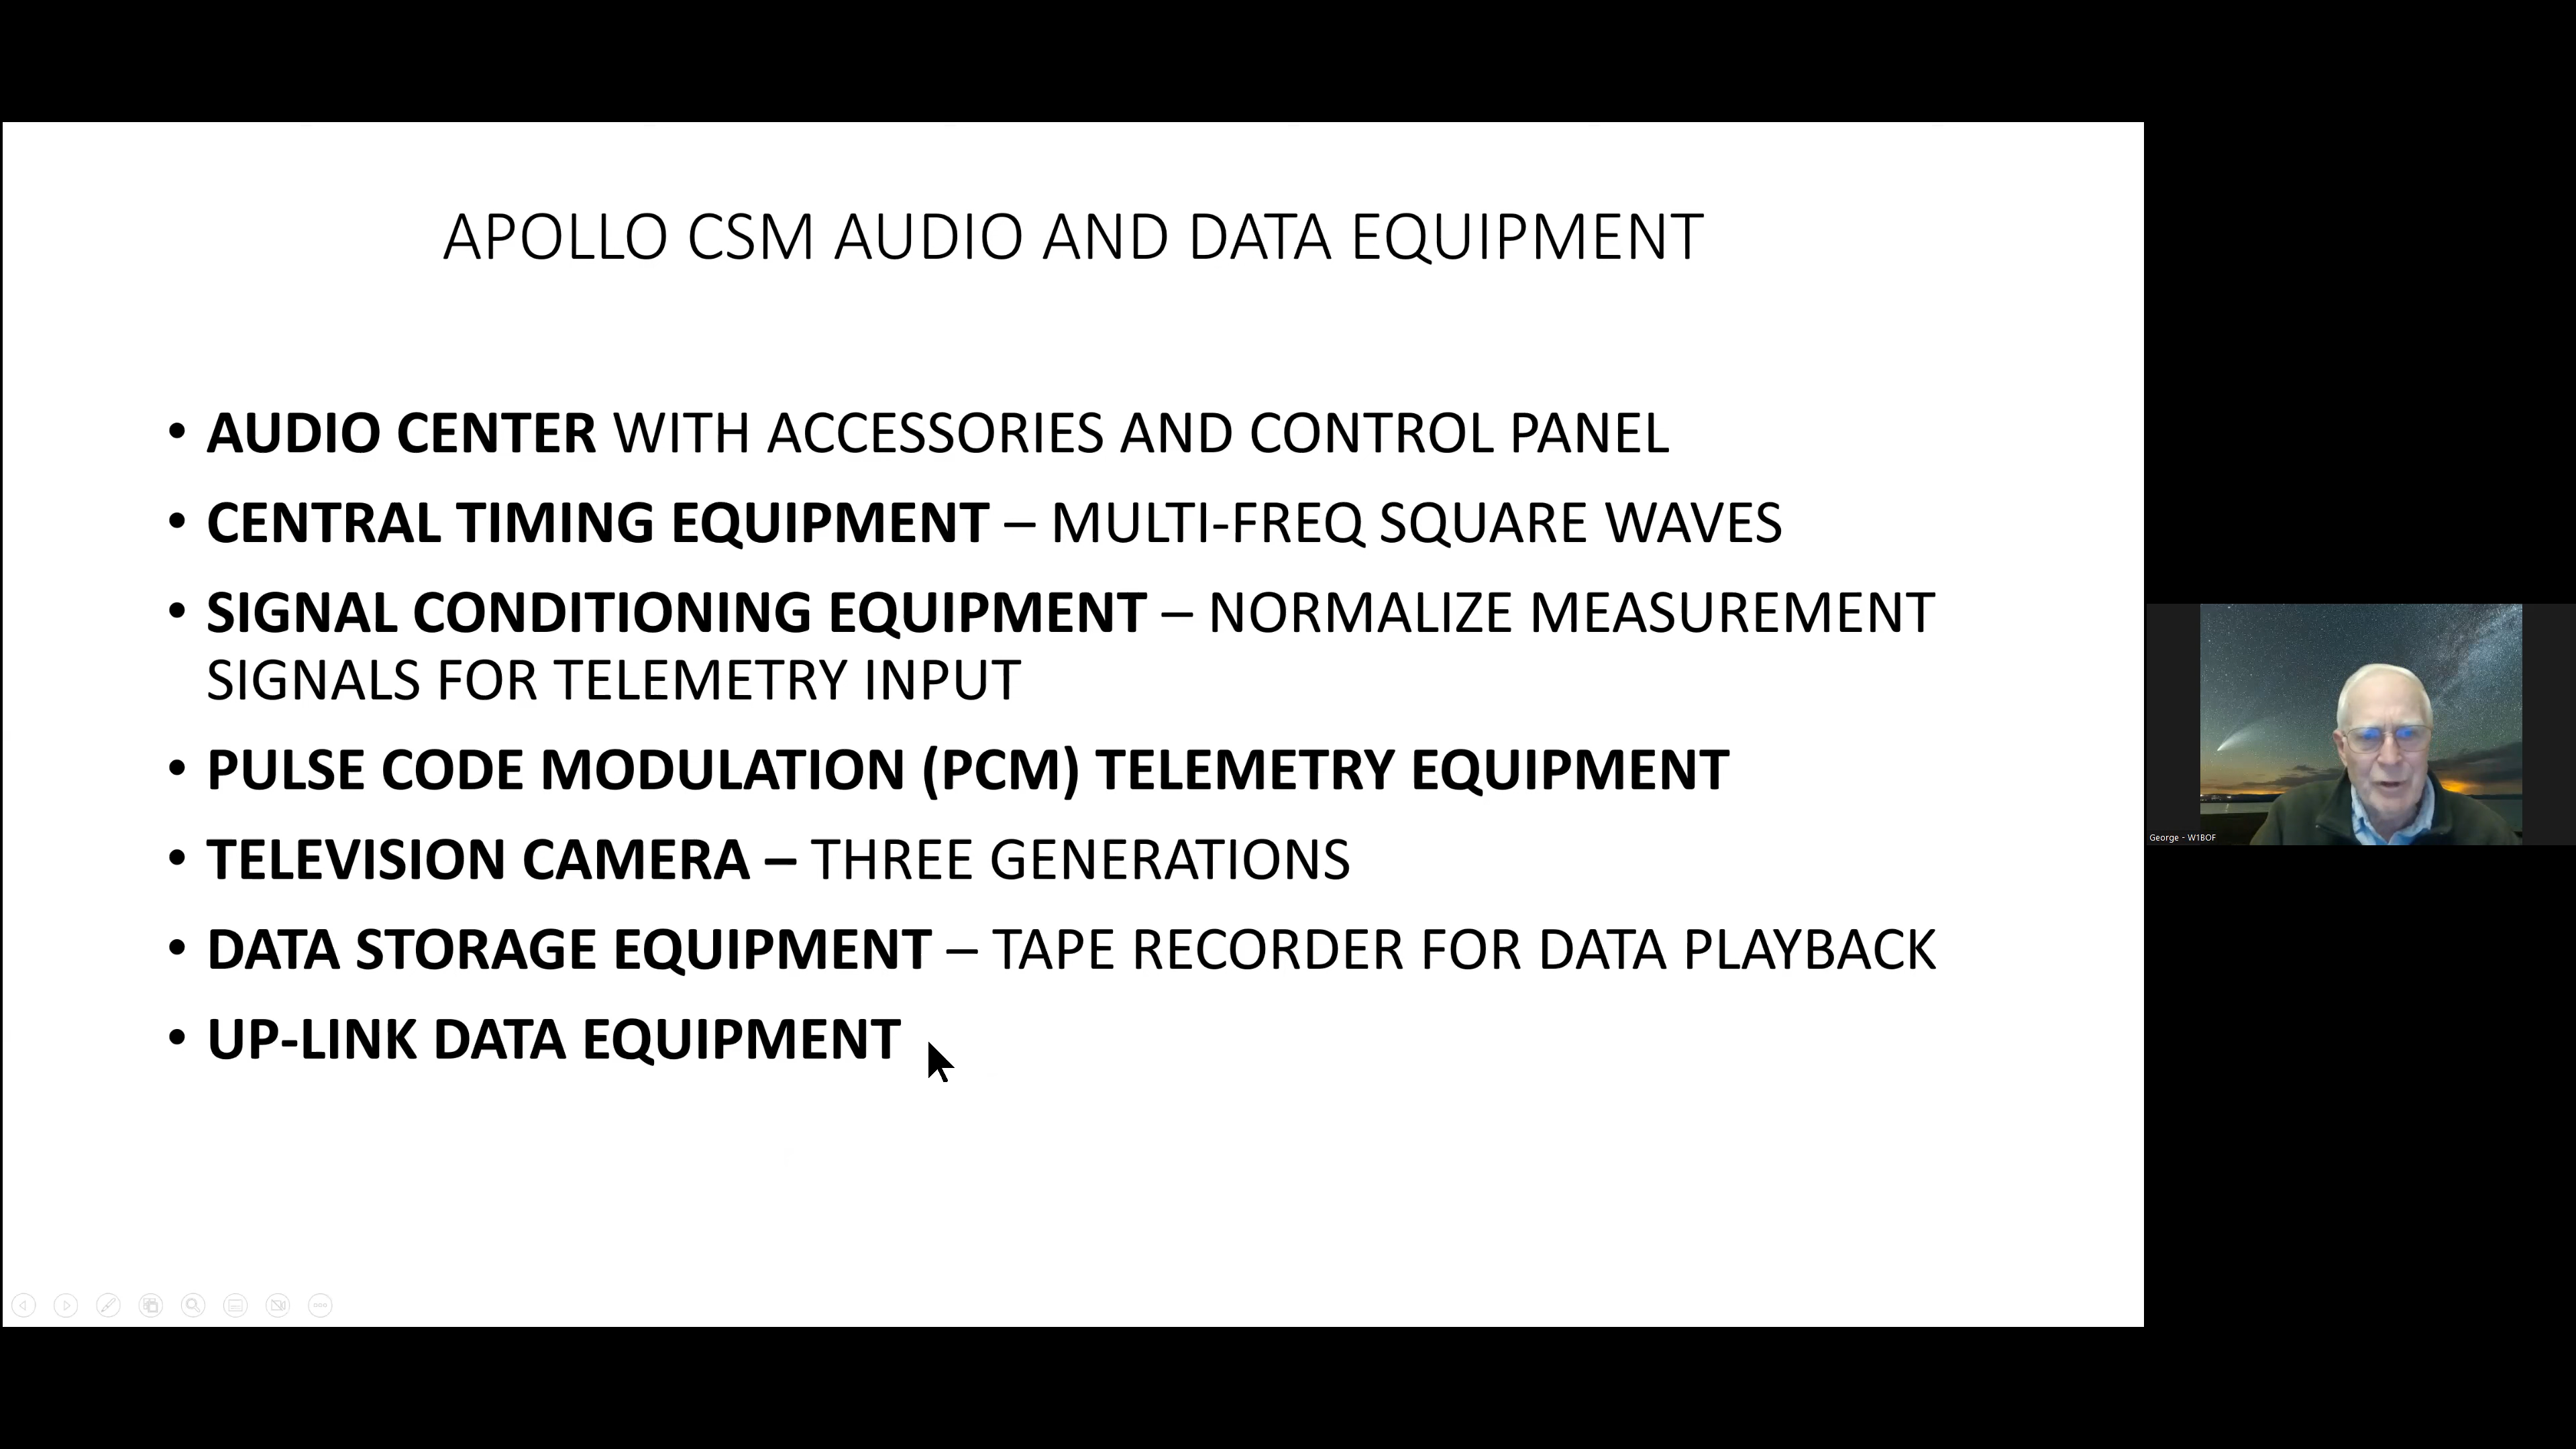 APOLLO CSM AUDIO AND DATA EQUIPMENT
• AUDIO CENTER WITH ACCESSORIES AND CONTROL PANEL
• CENTRAL TIMING EQUIPMENT – MULTI-FREQ SQUARE WAVES
• SIGNAL CONDITIONING EQUIPMENT – NORMALIZE MEASUREMENT
SIGNALS FOR TELEMETRY INPUT
• PULSE CODE MODULATION (PCM) TELEMETRY EQUIPMENT
• TELEVISION CAMERA – THREE GENERATIONS
• DATA STORAGE EQUIPMENT – TAPE RECORDER FOR DATA PLAYBACK
• UP-LINK DATA EQUIPMENT
George - W1BOF